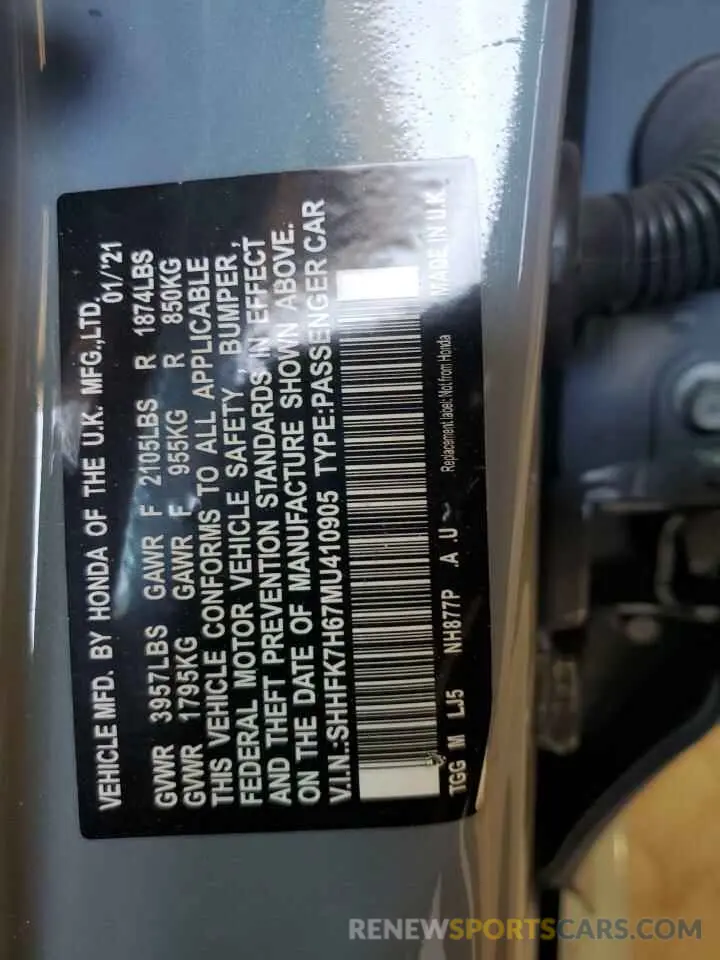 VEHICLE MFD. BY HONDA OF THE U.K. MFG.,LTD.
01/'21
GVWR 3957LBS GAWR F 2105LBS R 1874LBS
GVWR 1795KG GAWR F 955KG R 850KG
THIS VEHICLE CONFORMS TO ALL APPLICABLE
FEDERAL MOTOR VEHICLE SAFETY, BUMPER,
AND THEFT PREVENTION STANDARDS IN EFFECT
ON THE DATE OF MANUFACTURE SHOWN ABOVE.
V.I.N.:SHHFK7H67MU410905 TYPE:PASSENGER CAR
TGG M LJ5 NH877P .A .U ~ Replacement label: Not from Honda MADE IN U.K.
RENEWSPORTSCARS.COM